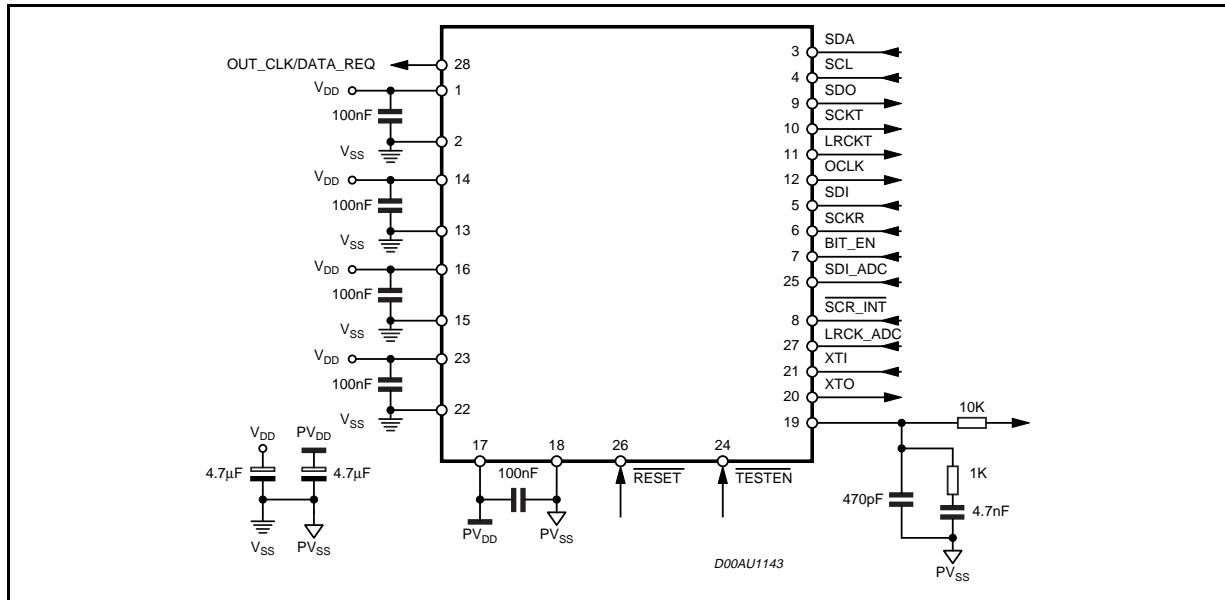 OUT_CLK/DATA_REQ
28
VDD
1
100nF
2
VSS
VDD
14
100nF
13
VSS
VDD
16
100nF
15
VSS
VDD
23
100nF
22
VSS
3
SDA
4
SCL
9
SDO
10
SCKT
11
LRCKT
12
OCLK
5
SDI
6
SCKR
7
BIT_EN
25
SDI_ADC
8
SCR_INT
27
LRCK_ADC
21
XTI
20
XTO
19
10K
1K
470pF
4.7nF
PVSS
VDD
PVDD
4.7μF
4.7μF
VSS
PVSS
17
18
26
24
100nF
RESET
TESTEN
PVDD
PVSS
D00AU1143